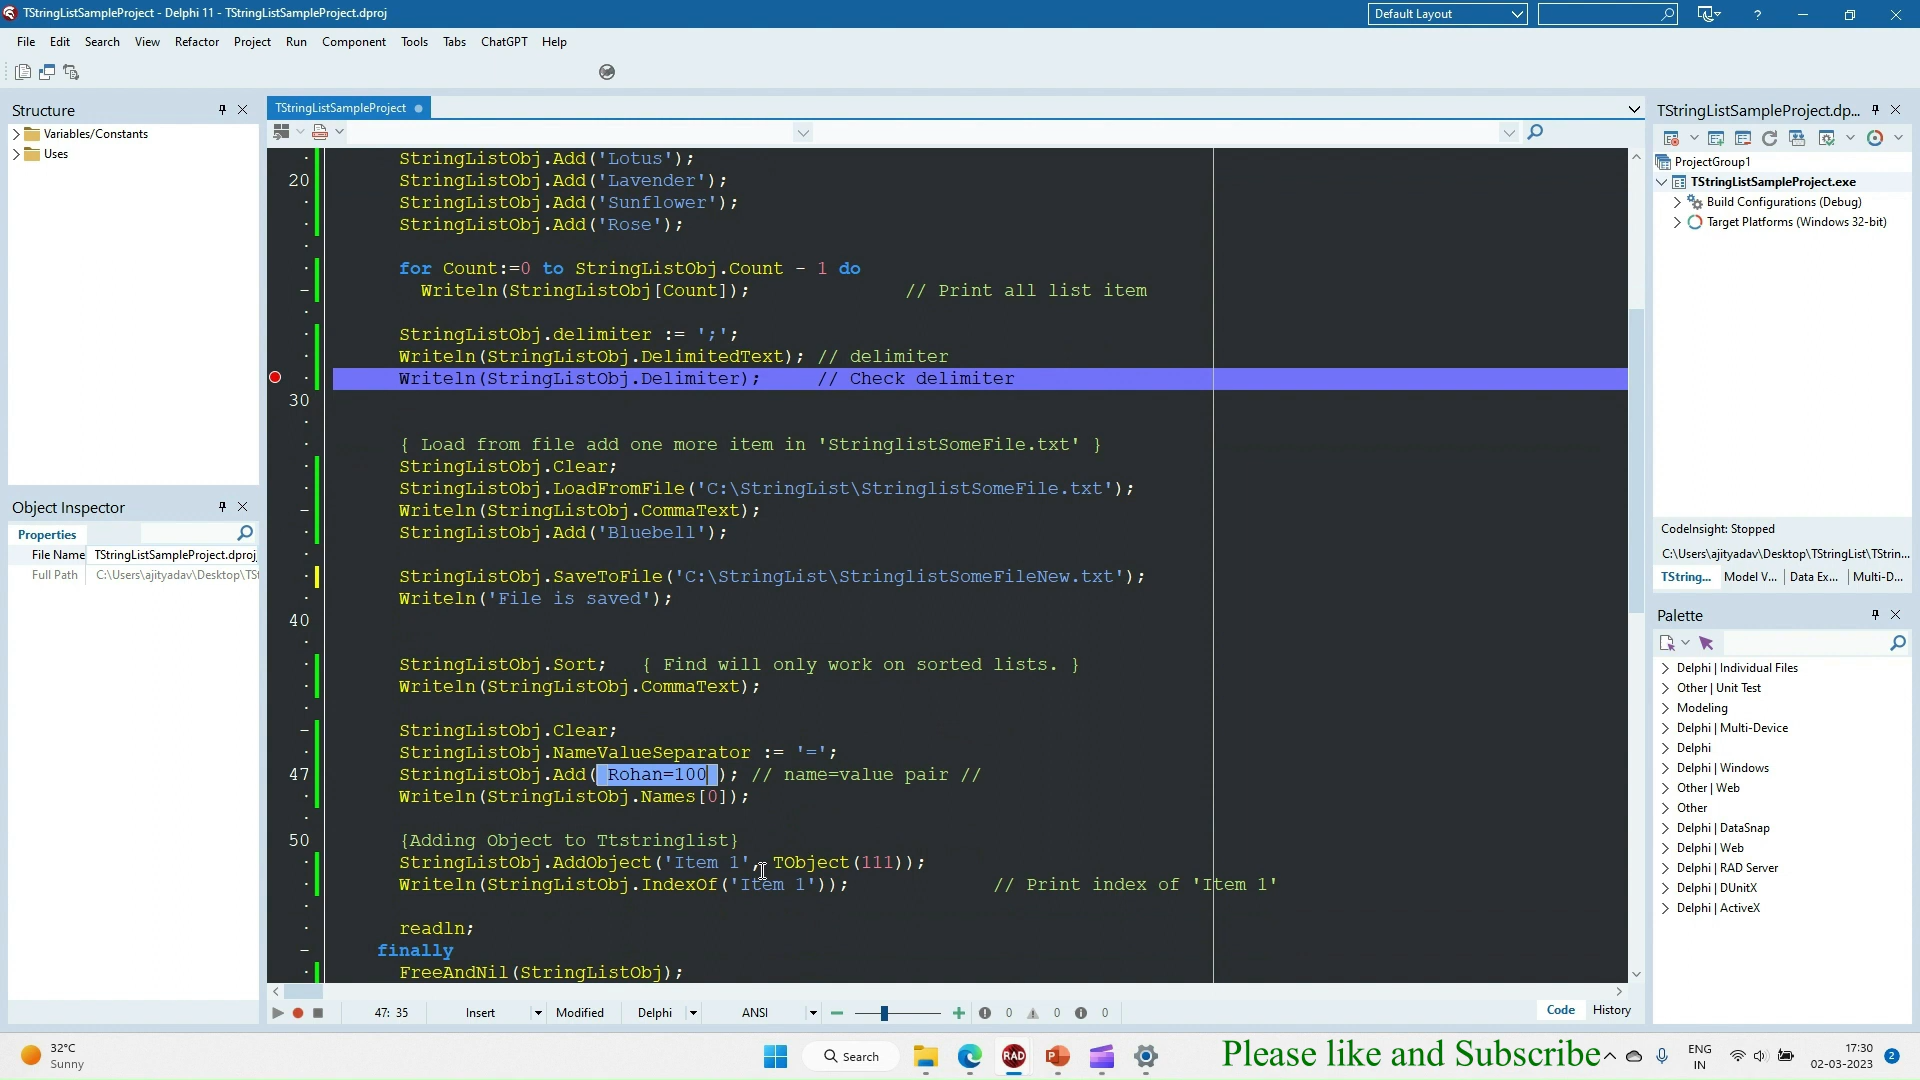 TStringListSampleProject - Delphi 11 - TStringListSampleProject.dproj
Default Layout
File Edit Search View Refactor Project Run Component Tools Tabs ChatGPT Help
Structure
Variables/Constants
Uses
Object Inspector
Properties
File Name TStringListSampleProject.dproj
Full Path C:\Users\ajityadav\Desktop\TSt
TStringListSampleProject
StringListObj.Add('Lotus');
20 StringListObj.Add('Lavender');
StringListObj.Add('Sunflower');
StringListObj.Add('Rose');
for Count:=0 to StringListObj.Count - 1 do
Writeln(StringListObj[Count]); // Print all list item
StringListObj.delimiter := ';';
Writeln(StringListObj.DelimitedText); // delimiter
Writeln(StringListObj.Delimiter); // Check delimiter
30
{ Load from file add one more item in 'StringlistSomeFile.txt' }
StringListObj.Clear;
StringListObj.LoadFromFile('C:\StringList\StringlistSomeFile.txt');
Writeln(StringListObj.CommaText);
StringListObj.Add('Bluebell');
StringListObj.SaveToFile('C:\StringList\StringlistSomeFileNew.txt');
Writeln('File is saved');
40
StringListObj.Sort; { Find will only work on sorted lists. }
Writeln(StringListObj.CommaText);
StringListObj.Clear;
StringListObj.NameValueSeparator := '=';
47 StringListObj.Add( Rohan=100 ); // name=value pair //
Writeln(StringListObj.Names[0]);
50 {Adding Object to Ttstringlist}
StringListObj.AddObject('Item 1', TObject(111));
Writeln(StringListObj.IndexOf('Item 1')); // Print index of 'Item 1'
readln;
finally
FreeAndNil(StringListObj);
47: 35 Insert Modified Delphi ANSI 0 0 0
Code History
TStringListSampleProject.dp...
ProjectGroup1
TStringListSampleProject.exe
Build Configurations (Debug)
Target Platforms (Windows 32-bit)
CodeInsight: Stopped
C:\Users\ajityadav\Desktop\TStringList\TStrin...
TString... Model V... Data Ex... Multi-D...
Palette
Delphi | Individual Files
Other | Unit Test
Modeling
Delphi | Multi-Device
Delphi
Delphi | Windows
Other | Web
Other
Delphi | DataSnap
Delphi | Web
Delphi | RAD Server
Delphi | DUnitX
Delphi | ActiveX
32°C
Sunny
Search
RAD
Please like and Subscribe
ENG
IN
17:30
02-03-2023
2